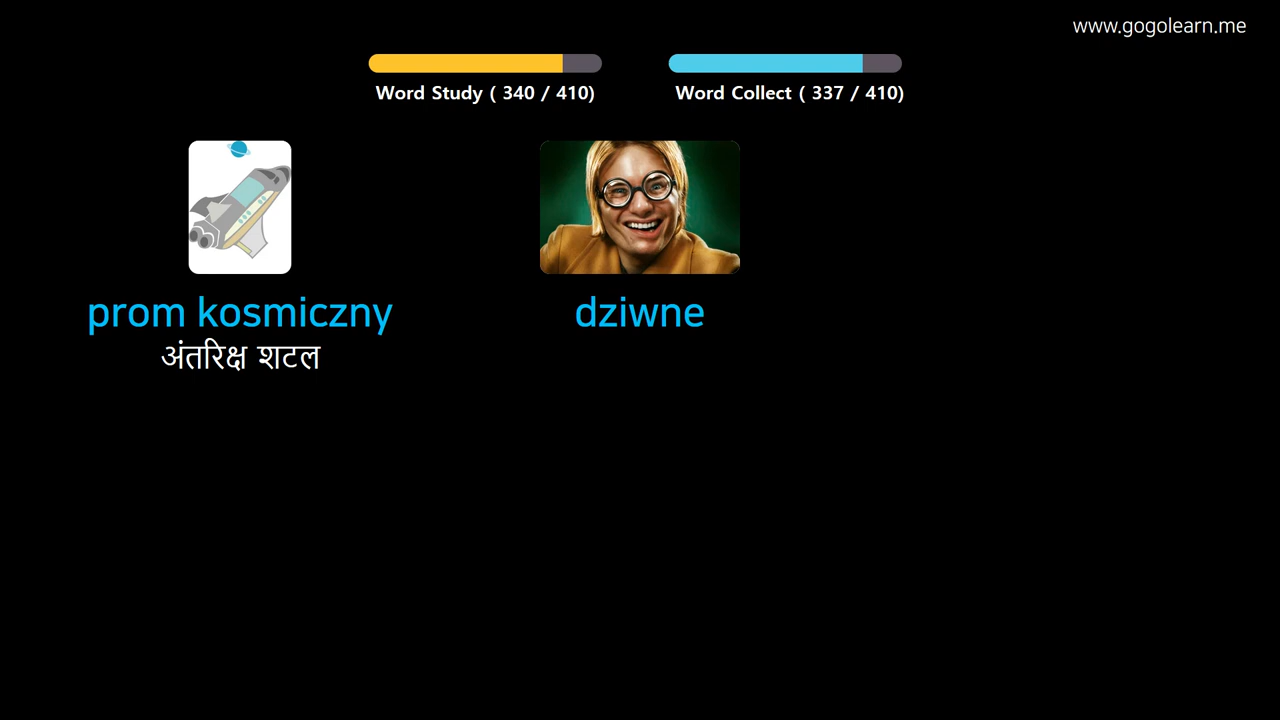 www.gogolearn.me
Word Study ( 340 / 410)
Word Collect ( 337 / 410)
prom kosmiczny
अंतरिक्ष शटल
dziwne